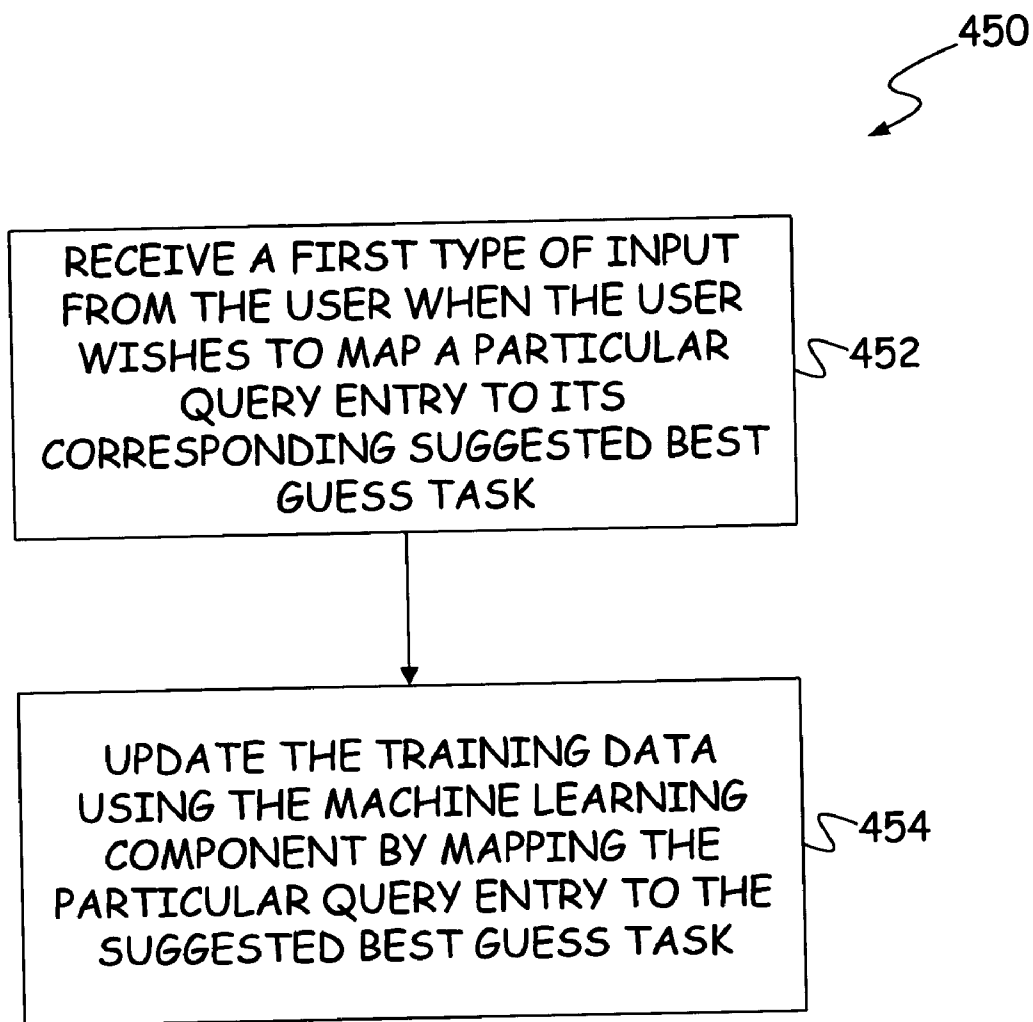 450
RECEIVE A FIRST TYPE OF INPUT
FROM THE USER WHEN THE USER
WISHES TO MAP A PARTICULAR
QUERY ENTRY TO ITS
CORRESPONDING SUGGESTED BEST
GUESS TASK
452
UPDATE THE TRAINING DATA
USING THE MACHINE LEARNING
COMPONENT BY MAPPING THE
PARTICULAR QUERY ENTRY TO THE
SUGGESTED BEST GUESS TASK
454